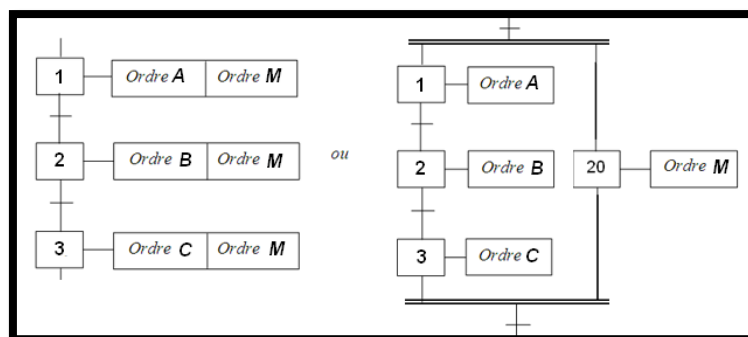 1 Ordre A Ordre M
2 Ordre B Ordre M
3 Ordre C Ordre M
ou
1 Ordre A
2 Ordre B
20 Ordre M
3 Ordre C